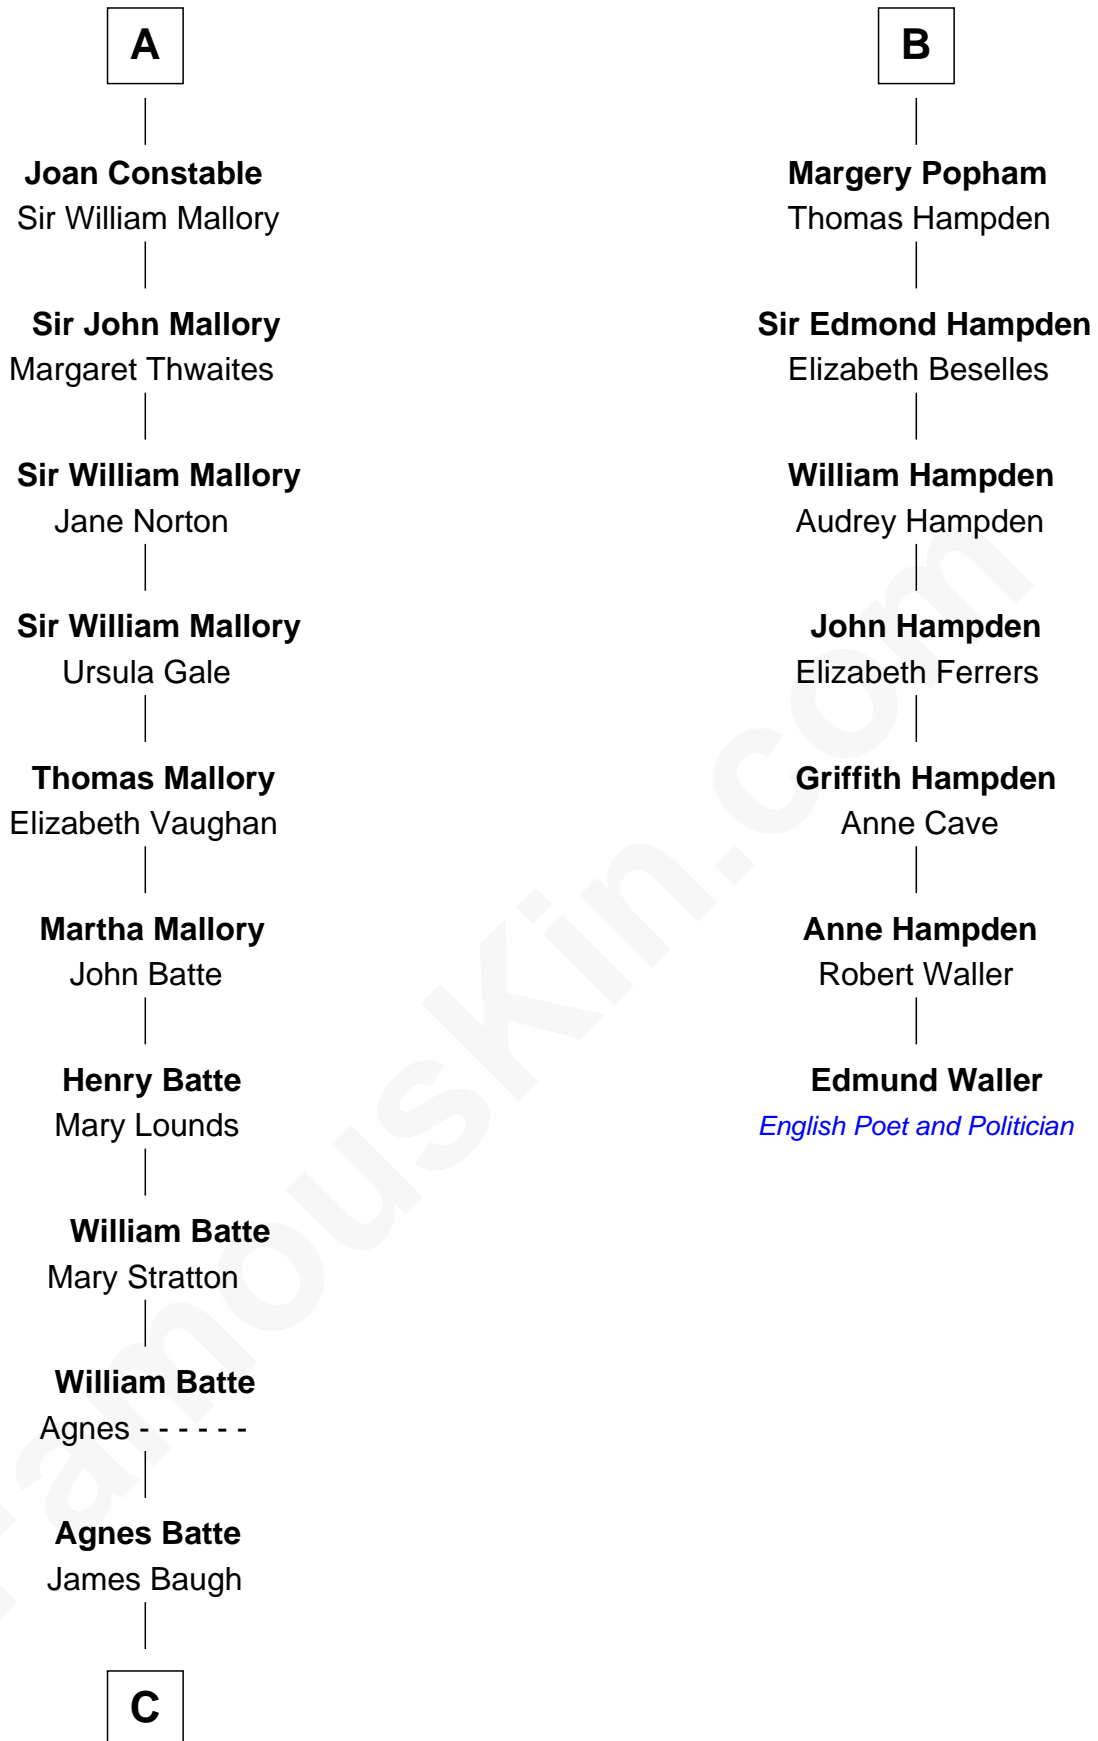 A
Joan Constable
Sir William Mallory
Sir John Mallory
Margaret Thwaites
Sir William Mallory
Jane Norton
Sir William Mallory
Ursula Gale
Thomas Mallory
Elizabeth Vaughan
Martha Mallory
John Batte
Henry Batte
Mary Lounds
William Batte
Mary Stratton
William Batte
Agnes - - - - - -
Agnes Batte
James Baugh
C
B
Margery Popham
Thomas Hampden
Sir Edmond Hampden
Elizabeth Beselles
William Hampden
Audrey Hampden
John Hampden
Elizabeth Ferrers
Griffith Hampden
Anne Cave
Anne Hampden
Robert Waller
Edmund Waller
English Poet and Politician
FamousKin.com